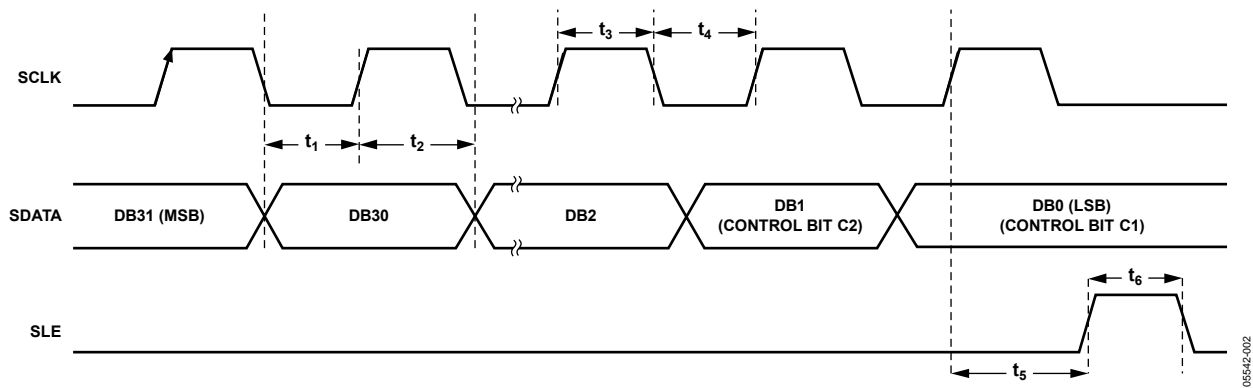 t3
t4
SCLK
t1
t2
SDATA
DB31 (MSB)
DB30
DB2
DB1
(CONTROL BIT C2)
DB0 (LSB)
(CONTROL BIT C1)
t6
SLE
t5
05542-002